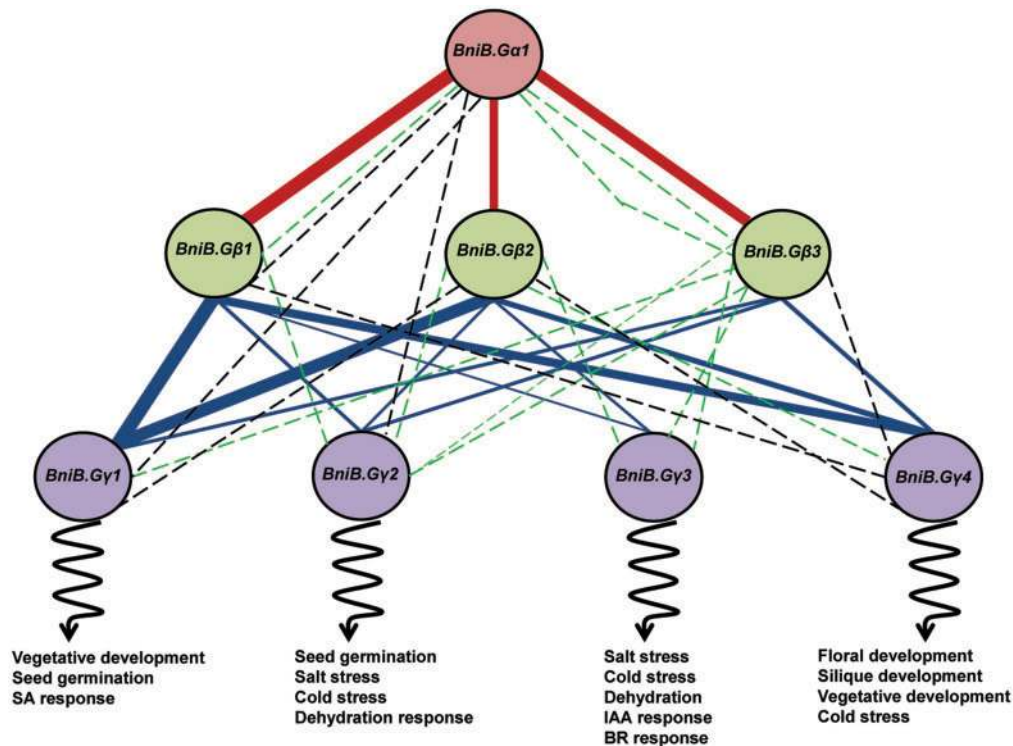 BniB.Gα1
BniB.Gβ1
BniB.Gβ2
BniB.Gβ3
BniB.Gγ1
BniB.Gγ2
BniB.Gγ3
BniB.Gγ4
Vegetative development
Seed germination
SA response
Seed germination
Salt stress
Cold stress
Dehydration response
Salt stress
Cold stress
Dehydration
IAA response
BR response
Floral development
Silique development
Vegetative development
Cold stress